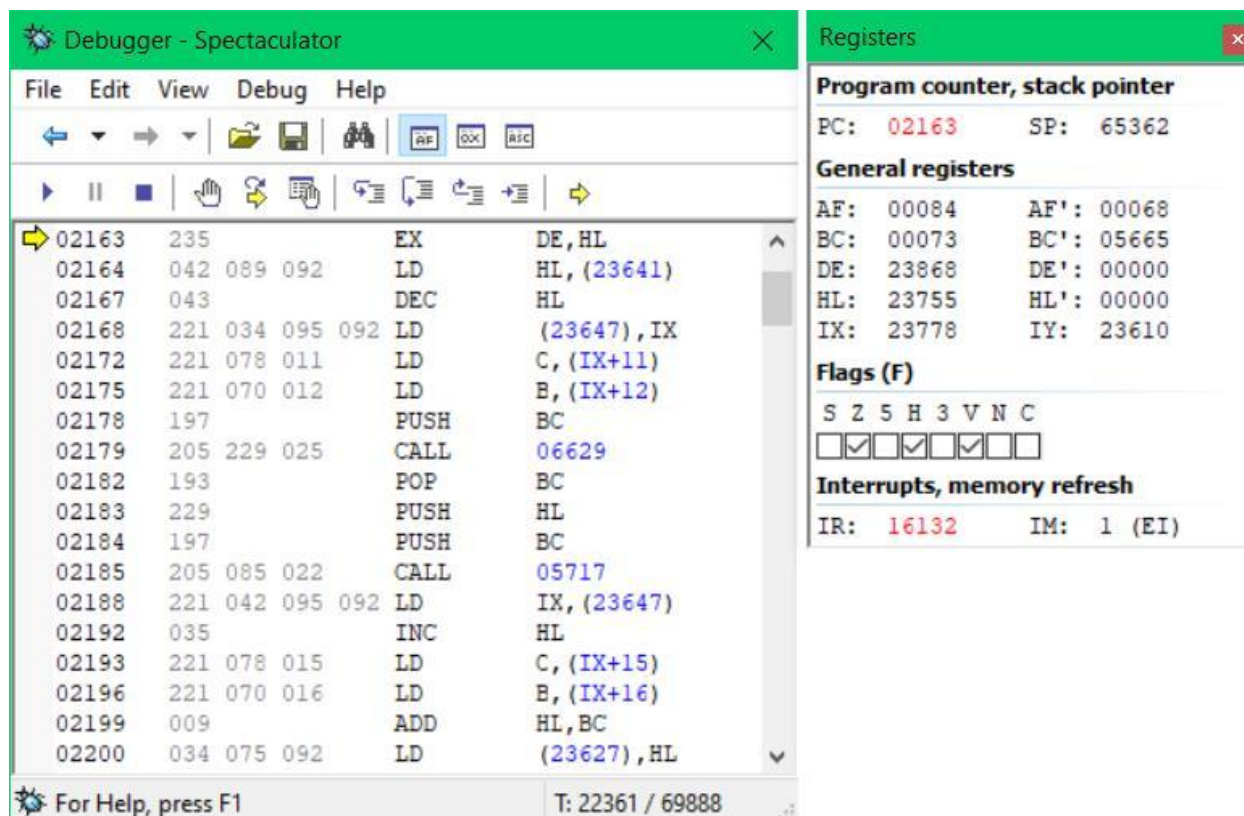 Debugger - Spectaculator
File Edit View Debug Help
02163 235 EX DE,HL
02164 042 089 092 LD HL,(23641)
02167 043 DEC HL
02168 221 034 095 092 LD (23647),IX
02172 221 078 011 LD C,(IX+11)
02175 221 070 012 LD B,(IX+12)
02178 197 PUSH BC
02179 205 229 025 CALL 06629
02182 193 POP BC
02183 229 PUSH HL
02184 197 PUSH BC
02185 205 085 022 CALL 05717
02188 221 042 095 092 LD IX,(23647)
02192 035 INC HL
02193 221 078 015 LD C,(IX+15)
02196 221 070 016 LD B,(IX+16)
02199 009 ADD HL,BC
02200 034 075 092 LD (23627),HL
For Help, press F1 T: 22361 / 69888
Registers
Program counter, stack pointer
PC: 02163 SP: 65362
General registers
AF: 00084 AF': 00068
BC: 00073 BC': 05665
DE: 23868 DE': 00000
HL: 23755 HL': 00000
IX: 23778 IY: 23610
Flags (F)
S Z 5 H 3 V N C
Interrupts, memory refresh
IR: 16132 IM: 1 (EI)